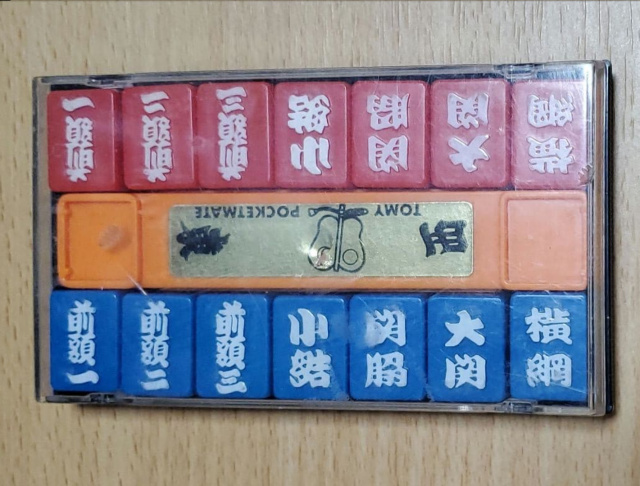 前頭一
前頭二
前頭三
小結
関脇
大関
横綱
TOMY POCKETMATE
東
西
前頭一
前頭二
前頭三
小結
関脇
大関
横綱